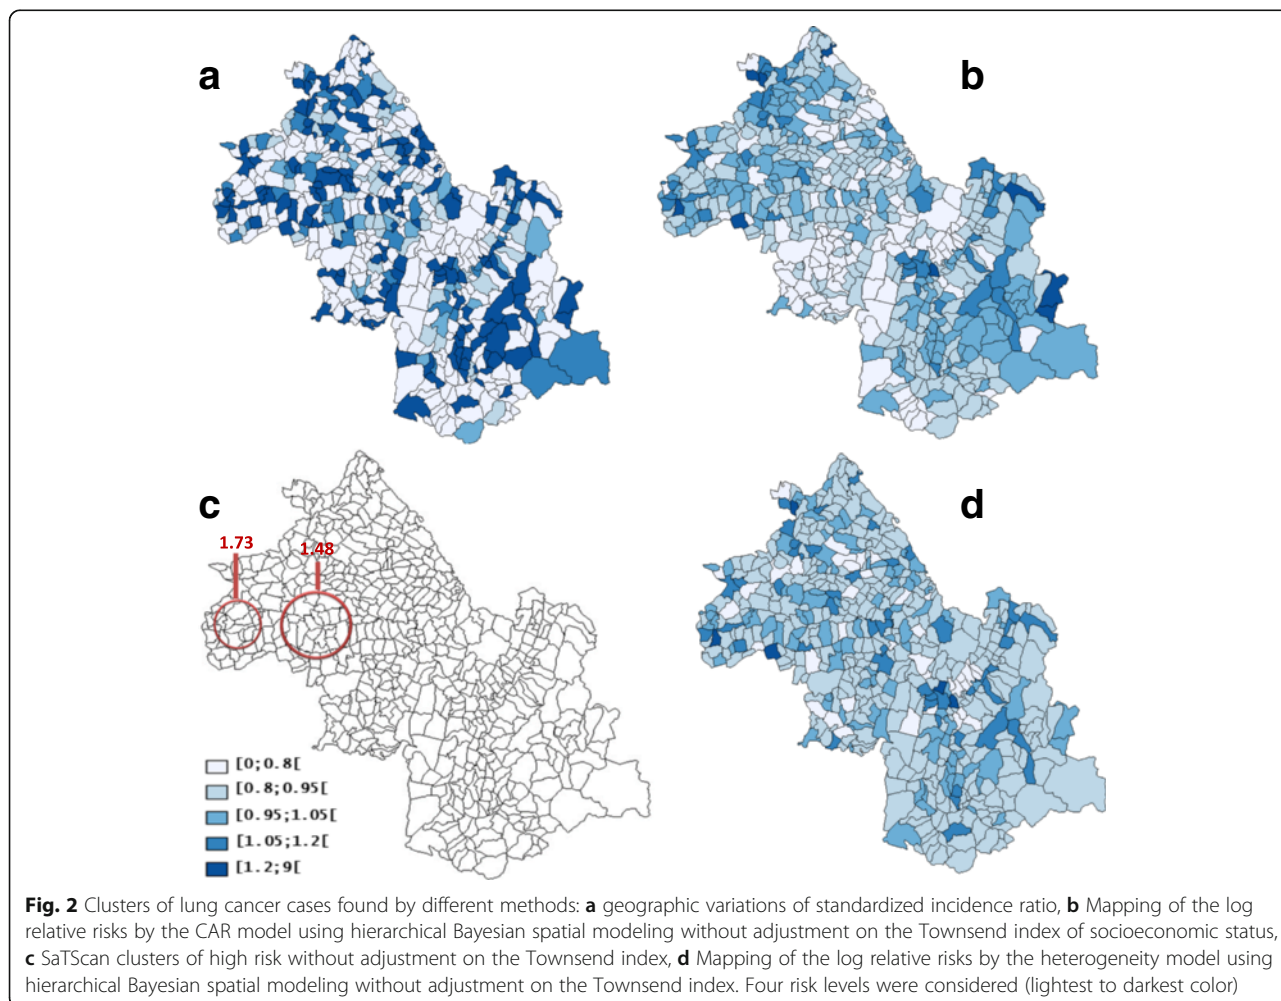 a
b
c
d
1.73
1.48
[0;0.8[
[0.8;0.95[
[0.95;1.05[
[1.05;1.2[
[1.2;9[
Fig. 2 Clusters of lung cancer cases found by different methods: a geographic variations of standardized incidence ratio, b Mapping of the log
relative risks by the CAR model using hierarchical Bayesian spatial modeling without adjustment on the Townsend index of socioeconomic status,
c SaTScan clusters of high risk without adjustment on the Townsend index, d Mapping of the log relative risks by the heterogeneity model using
hierarchical Bayesian spatial modeling without adjustment on the Townsend index. Four risk levels were considered (lightest to darkest color)